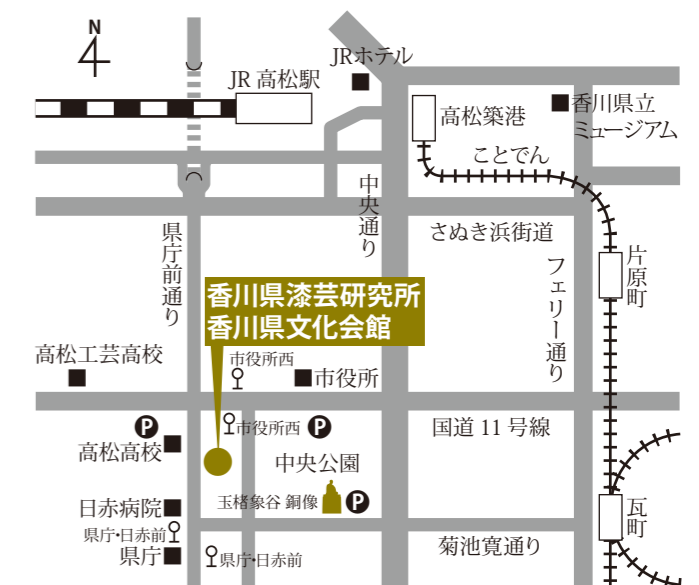 N
JRホテル
JR 高松駅
高松築港
香川県立
ミュージアム
ことでん
中央通り
さぬき浜街道
県庁前通り
フェリー通り
片原町
香川県漆芸研究所
香川県文化会館
高松工芸高校
市役所西
市役所
P
市役所西
P
国道 11 号線
高松高校
中央公園
日赤病院
玉楮象谷 銅像
P
瓦町
県庁・日赤前
県庁
県庁・日赤前
菊池寛通り